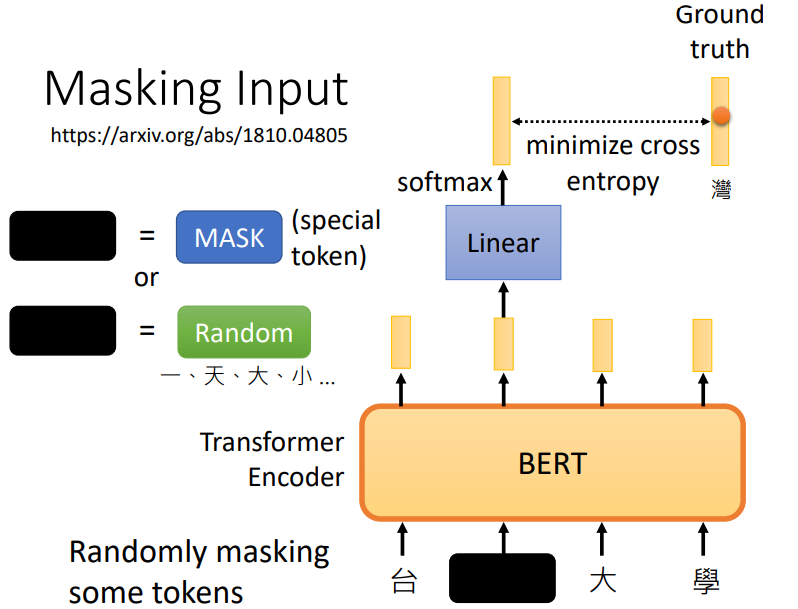 Masking Input
https://arxiv.org/abs/1810.04805
Ground
truth
minimize cross
entropy
灣
softmax
Linear
=
MASK
(special
token)
or
=
Random
一、天、大、小 ...
Transformer
Encoder
BERT
Randomly masking
some tokens
台 大 學